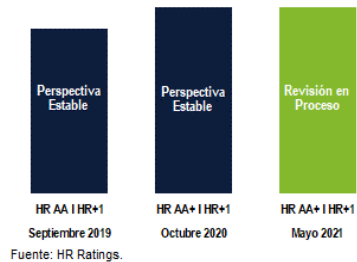 Perspectiva
Estable
Perspectiva
Estable
Revisión en
Proceso
HR AA I HR+1
HR AA+ I HR+1
HR AA+ I HR+1
Septiembre 2019
Octubre 2020
Mayo 2021
Fuente: HR Ratings.